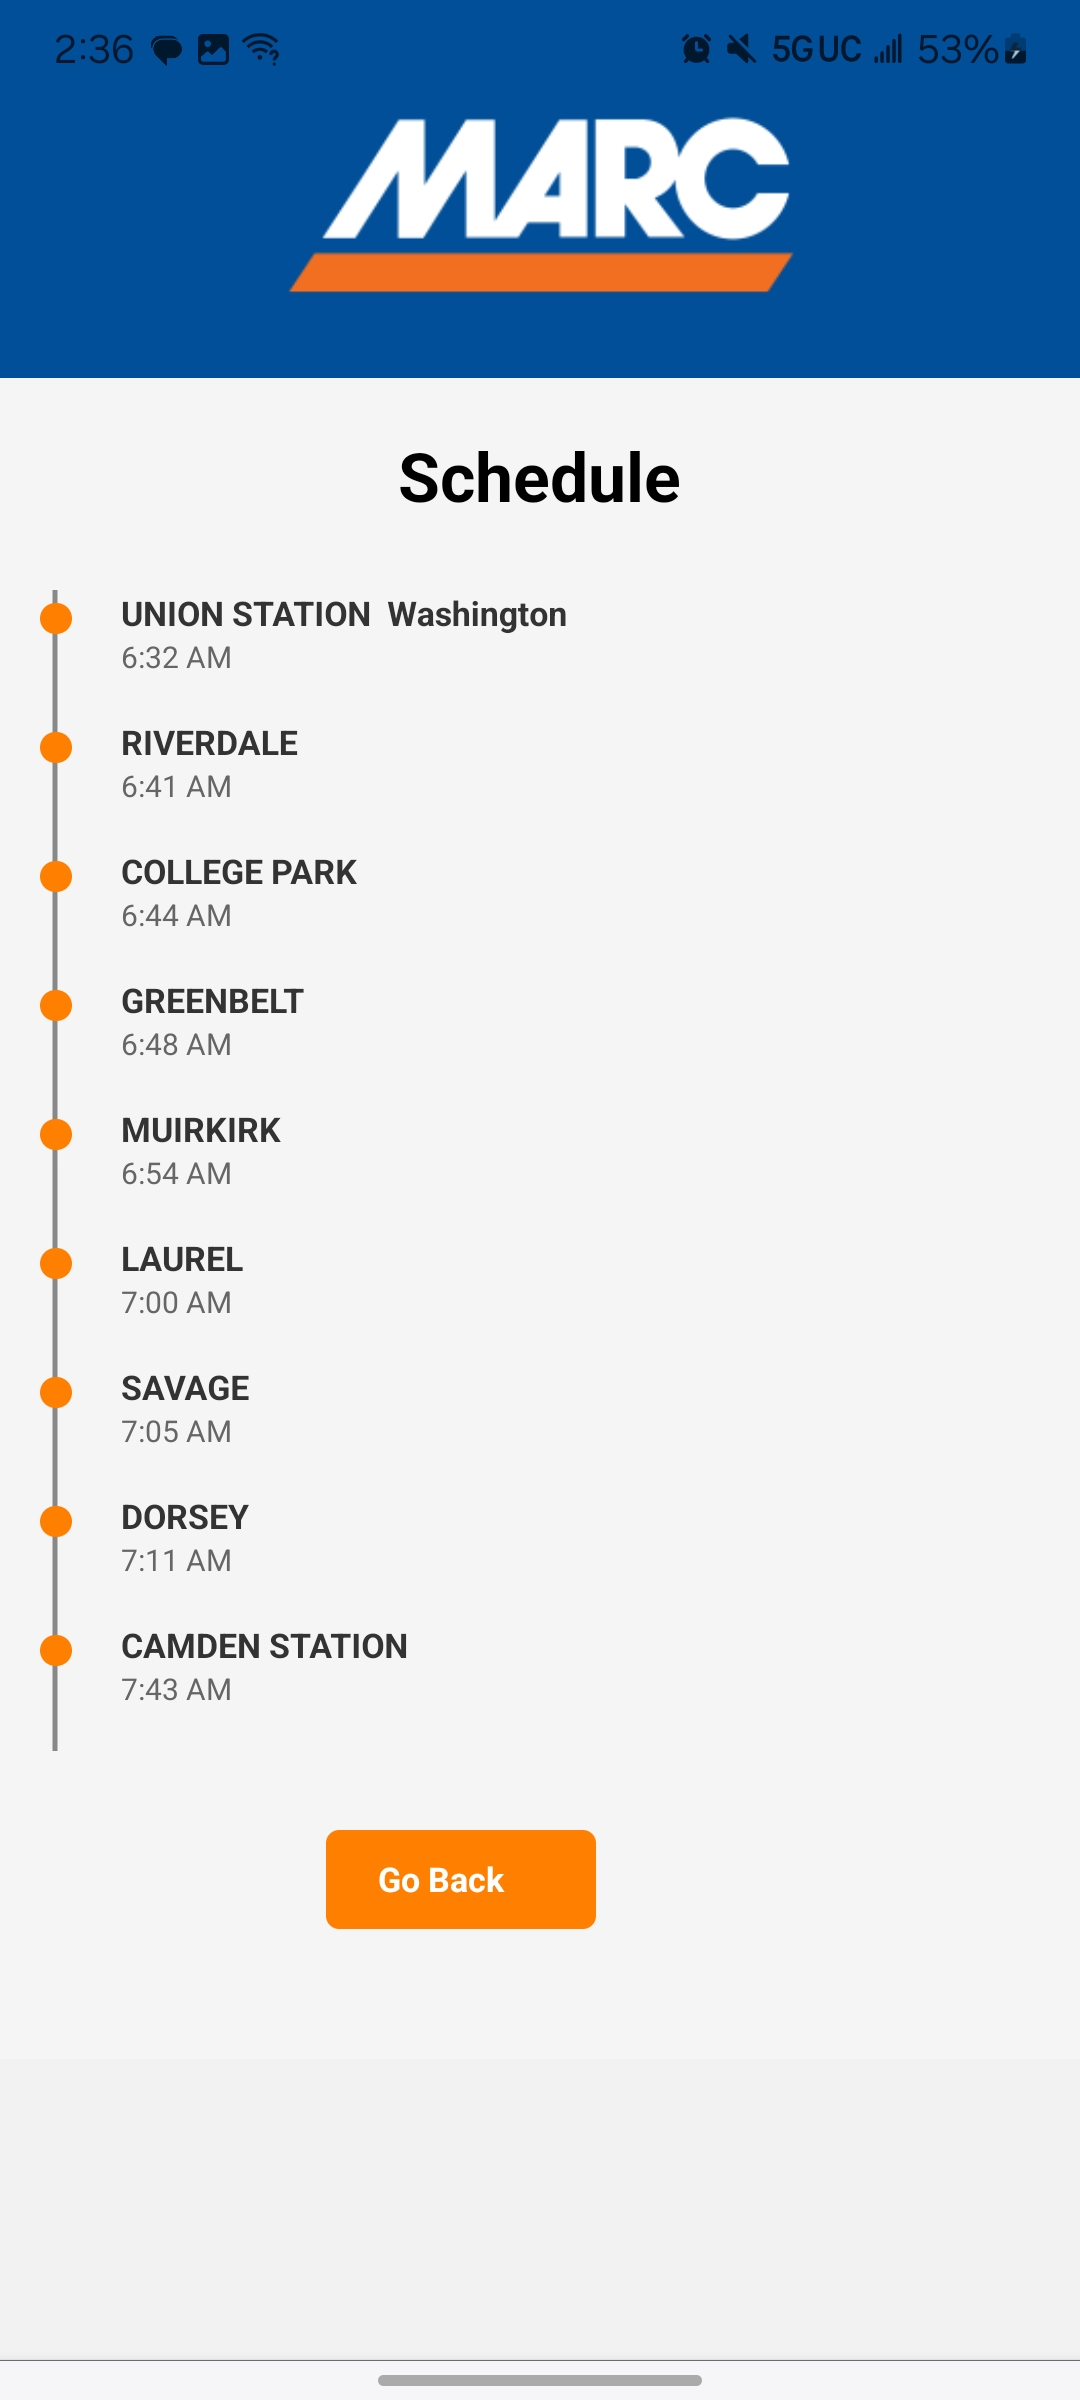 2:36 5G UC 53%
MARC
Schedule
UNION STATION Washington
6:32 AM
RIVERDALE
6:41 AM
COLLEGE PARK
6:44 AM
GREENBELT
6:48 AM
MUIRKIRK
6:54 AM
LAUREL
7:00 AM
SAVAGE
7:05 AM
DORSEY
7:11 AM
CAMDEN STATION
7:43 AM
Go Back